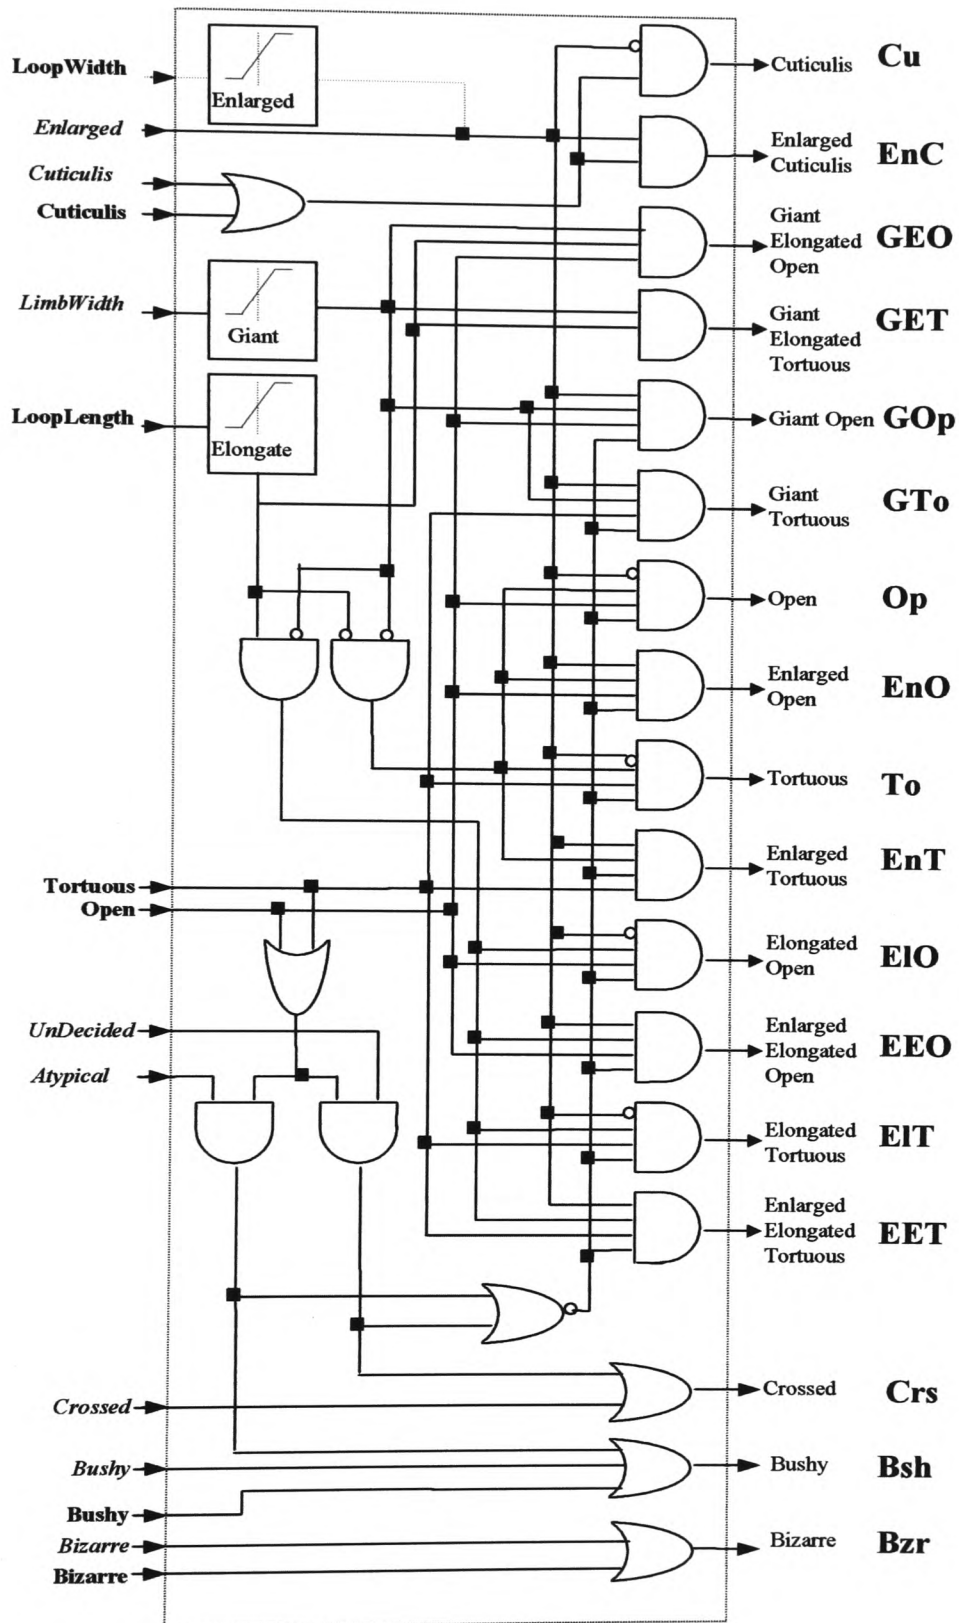 LoopWidth
Enlarged
Cuticulis
Cu
Enlarged
Enlarged
Cuticulis
EnC
Cuticulis
Cuticulis
Giant
Elongated
Open
GEO
LimbWidth
Giant
Giant
Elongated
Tortuous
GET
LoopLength
Elongate
Giant Open
GOp
Giant
Tortuous
GTo
Open
Op
Enlarged
Open
EnO
Tortuous
To
Enlarged
Tortuous
EnT
Tortuous
Open
Elongated
Open
ElO
UnDecided
Enlarged
Elongated
Open
EEO
Atypical
Elongated
Tortuous
ElT
Enlarged
Elongated
Tortuous
EET
Crossed
Crossed
Crs
Bushy
Bushy
Bsh
Bushy
Bizarre
Bizarre
Bzr
Bizarre